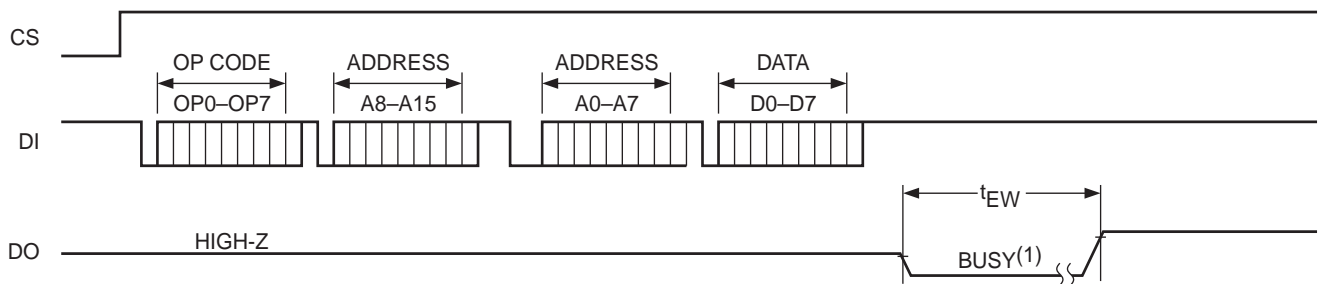 CS
OP CODE ADDRESS ADDRESS DATA
OP0–OP7 A8–A15 A0–A7 D0–D7
DI
tEW
DO HIGH-Z BUSY(1)